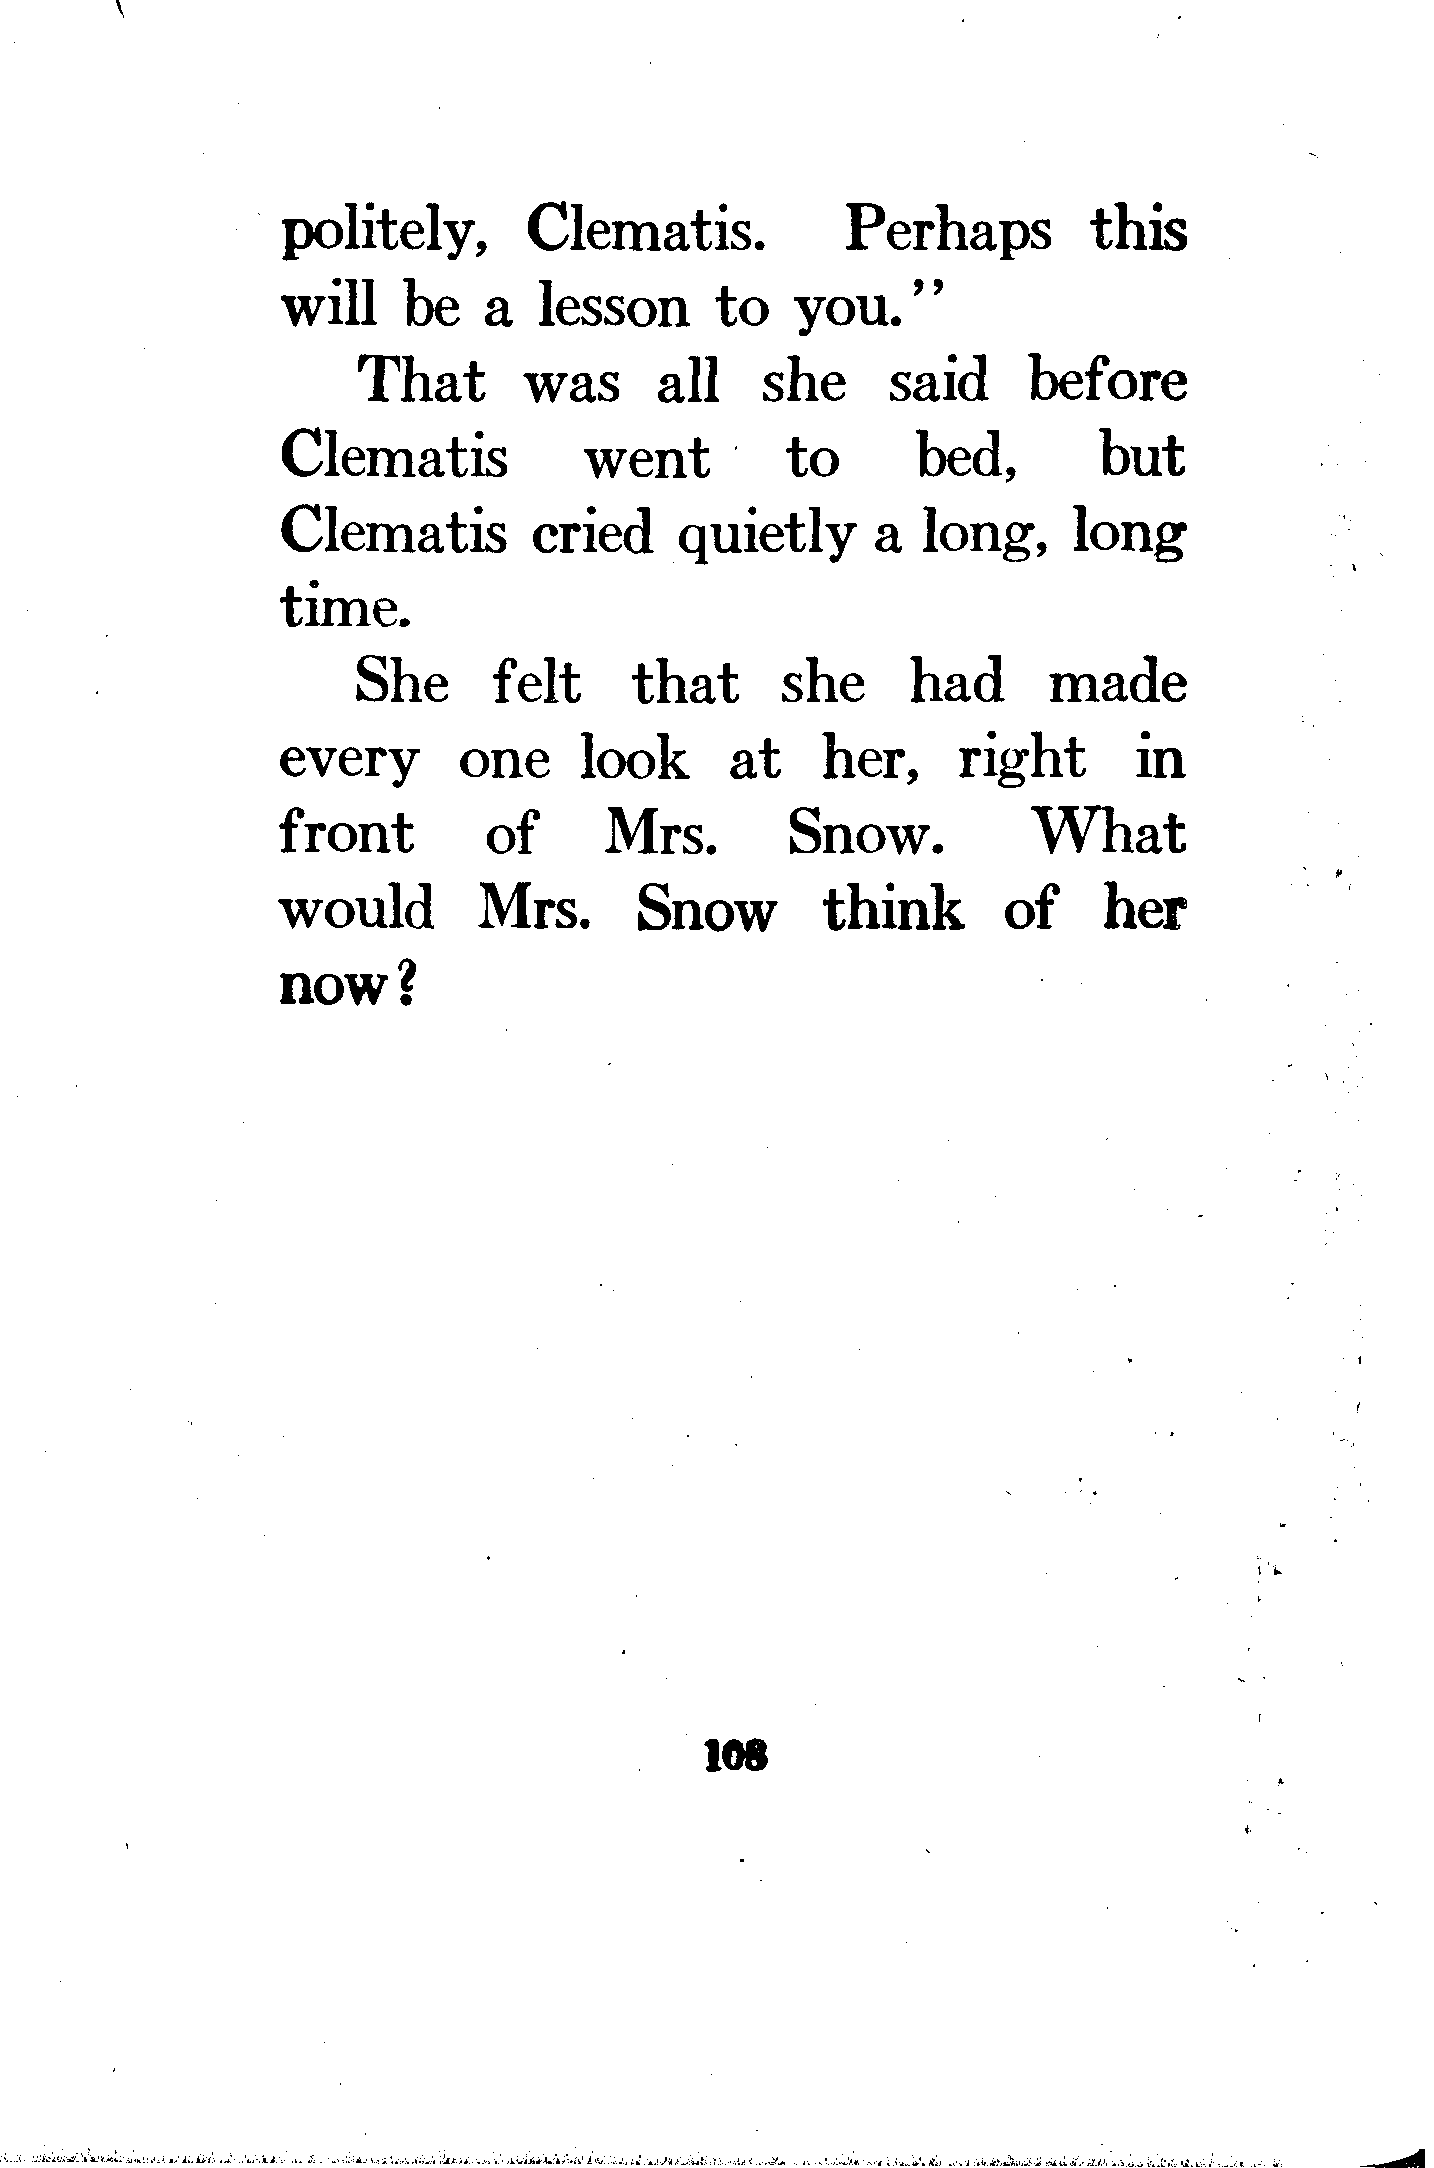 politely, Clematis. Perhaps this
will be a lesson to you.''
That was all she said before
Clematis went to bed, but
Clematis cried quietly a long, long
time.
She felt that she had made
every one look at her, right in
front of Mrs. Snow. What
would Mrs. Snow think of her
now?
108